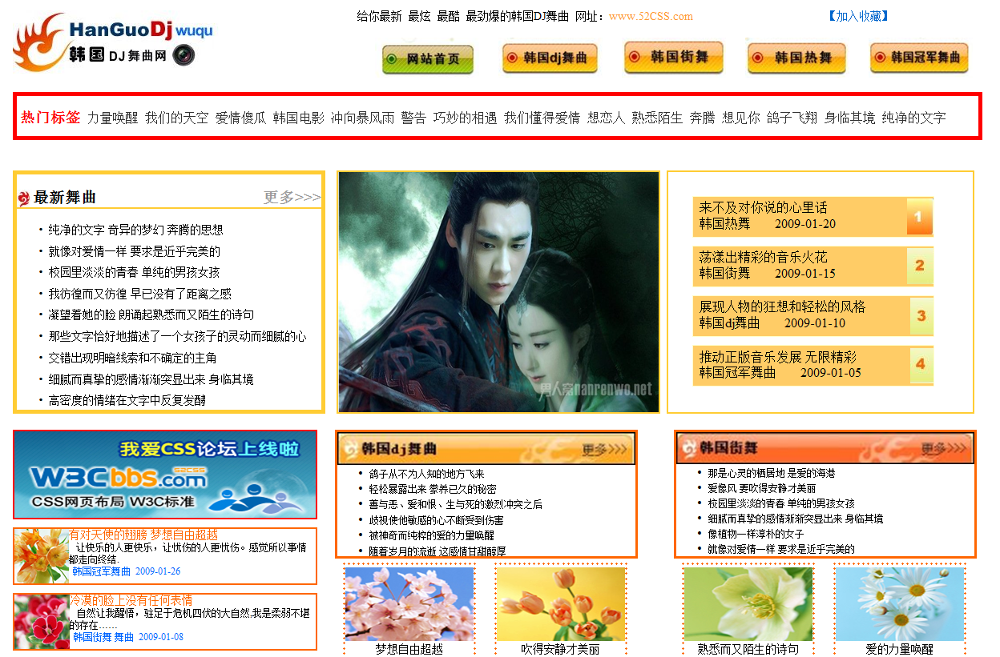 HanGuoDj wuqu
韩国DJ舞曲网
给你最新 最炫 最酷 最劲爆的韩国DJ舞曲 网址：www.52CSS.com
【加入收藏】
网站首页
韩国dj舞曲
韩国街舞
韩国热舞
韩国冠军舞曲
热门标签 力量唤醒 我们的天空 爱情傻瓜 韩国电影 冲向暴风雨 警告 巧妙的相遇 我们懂得爱情 想恋人 熟悉陌生 奔腾 想见你 鸽子飞翔 身临其境 纯净的文字
最新舞曲 更多>>>
纯净的文字 奇异的梦幻 奔腾的思想
就像对爱情一样 要求是近乎完美的
校园里淡淡的青春 单纯的男孩女孩
我彷徨而又彷徨 早已没有了距离之感
凝望着她的脸 朗诵起熟悉而又陌生的诗句
那些文字恰好地描述了一个女孩子的灵动而细腻的心
交错出现明暗线索和不确定的主角
细腻而真挚的感情渐渐突显出来 身临其境
高密度的情绪在文字中反复发酵
男人窝nanrenwo.net
来不及对你说的心里话
韩国热舞 2009-01-20
1
荡漾出精彩的音乐火花
韩国街舞 2009-01-15
2
展现人物的狂想和轻松的风格
韩国dj舞曲 2009-01-10
3
推动正版音乐发展 无限精彩
韩国冠军舞曲 2009-01-05
4
我爱CSS论坛上线啦
52CSS
W3Cbbs.com
CSS网页布局 W3C标准
有对天使的翅膀 梦想自由超越
让快乐的人更快乐，让忧伤的人更忧伤。感觉所以事情
都走向终结.
韩国冠军舞曲 2009-01-26
冷漠的脸上没有任何表情
自然让我醒悟，驻足于危机四伏的大自然,我是柔弱不堪
的存在……
韩国街舞 舞曲 2009-01-08
韩国dj舞曲 更多>>>
鸽子从不为人知的地方飞来
轻松暴露出来 豢养已久的秘密
善与恶、爱和恨、生与死的激烈冲突之后
歧视使他敏感的心不断受到伤害
被神奇而纯粹的爱的力量唤醒
随着岁月的流逝 这感情甘甜醇厚
梦想自由超越
吹得安静才美丽
韩国街舞 更多>>>
那是心灵的栖居地 是爱的海港
爱像风 要吹得安静才美丽
校园里淡淡的青春 单纯的男孩女孩
细腻而真挚的感情渐渐突显出来 身临其境
像植物一样淳朴的女子
就像对爱情一样 要求是近乎完美的
熟悉而又陌生的诗句
爱的力量唤醒